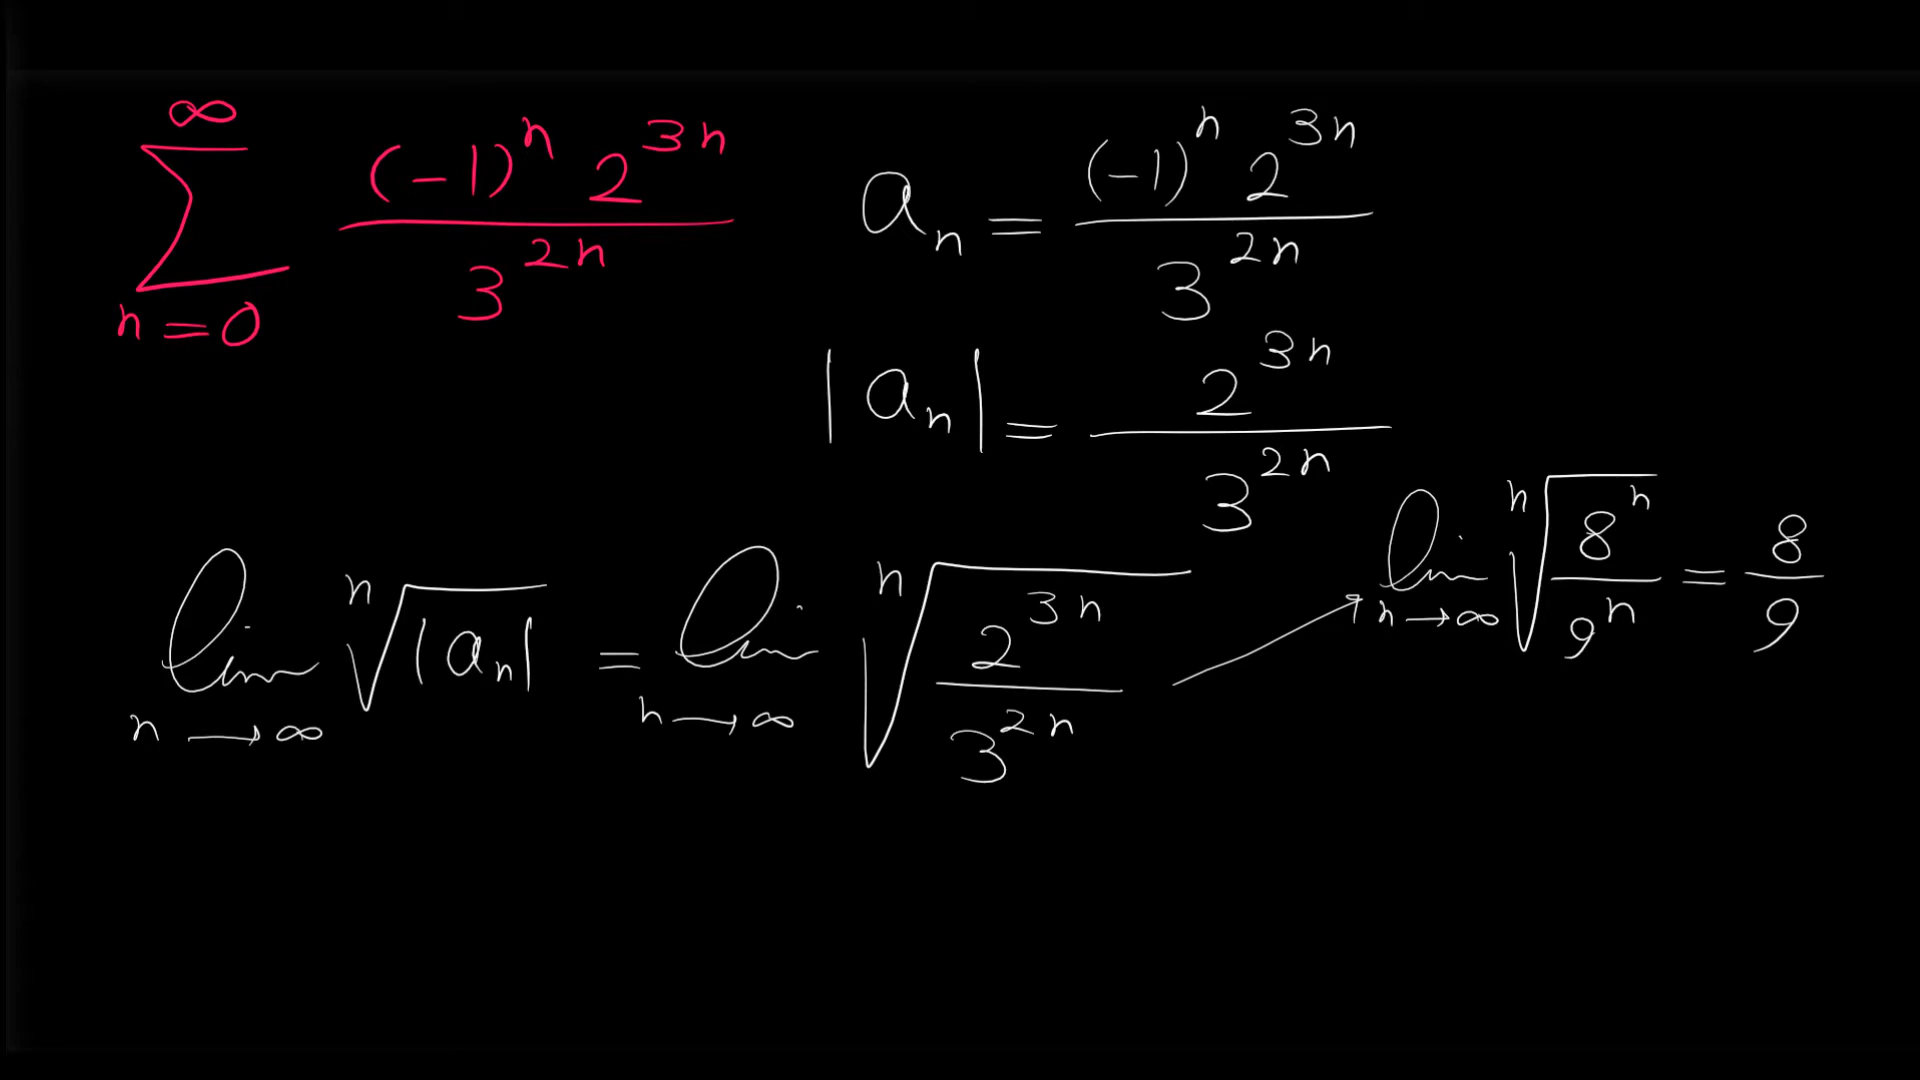 ∞
∑ (-1)^n 2^{3n} / 3^{2n}
n=0
a_n = (-1)^n 2^{3n} / 3^{2n}
|a_n| = 2^{3n} / 3^{2n}
lim_{n→∞} ⁿ√|a_n| = lim_{n→∞} ⁿ√(2^{3n} / 3^{2n})
lim_{n→∞} ⁿ√(8^n / 9^n) = 8/9